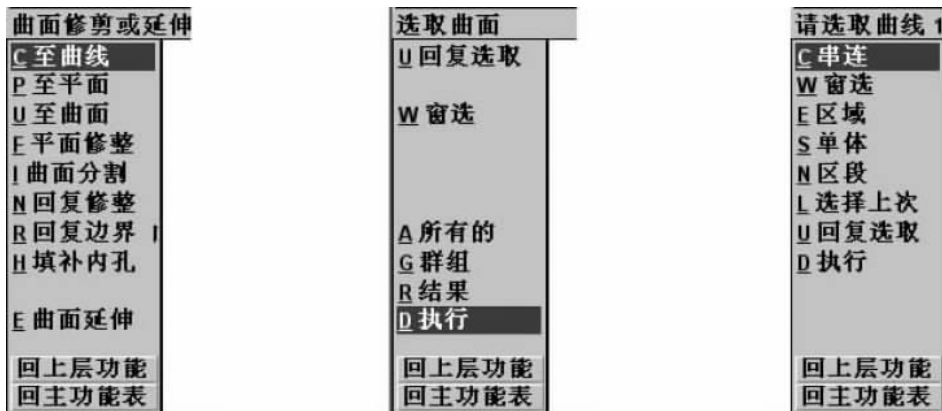 曲面修剪或延伸
C 至曲线
P 至平面
U 至曲面
F 平面修整
I 曲面分割
N 回复修整
R 回复边界
H 填补内孔
E 曲面延伸
回上层功能
回主功能表
选取曲面
U 回复选取
W 窗选
A 所有的
G 群组
R 结果
D 执行
回上层功能
回主功能表
请选取曲线 1
C 串连
W 窗选
E 区域
S 单体
N 区段
L 选择上次
U 回复选取
D 执行
回上层功能
回主功能表